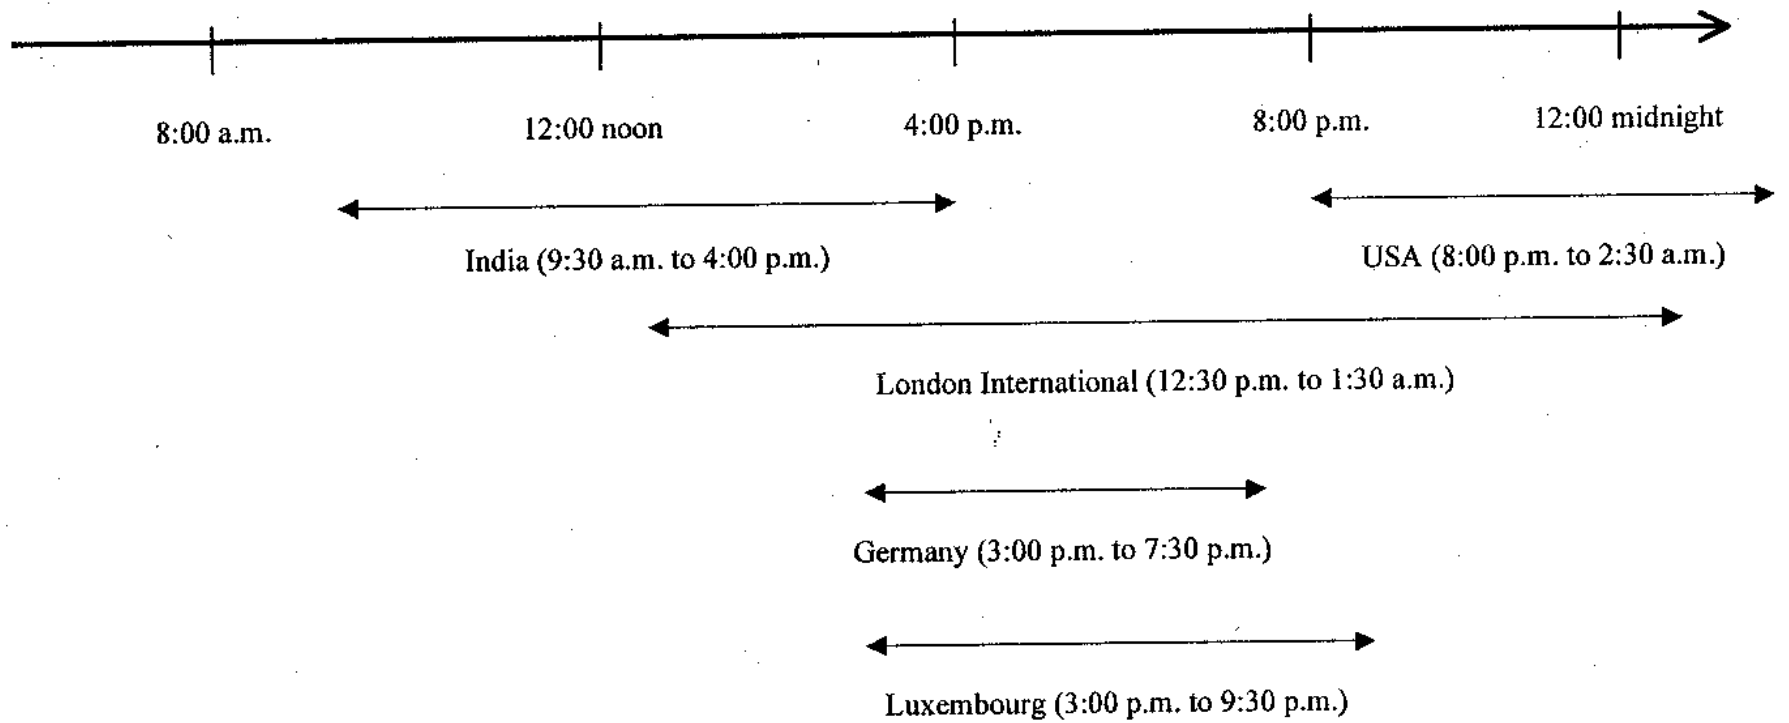 8:00 a.m. 12:00 noon 4:00 p.m. 8:00 p.m. 12:00 midnight
India (9:30 a.m. to 4:00 p.m.) USA (8:00 p.m. to 2:30 a.m.)
London International (12:30 p.m. to 1:30 a.m.)
Germany (3:00 p.m. to 7:30 p.m.)
Luxembourg (3:00 p.m. to 9:30 p.m.)